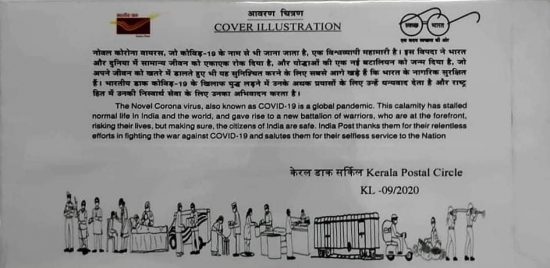 आवरण चित्रण
COVER ILLUSTRATION
स्वच्छ भारत
नोवल कोरोना वायरस, जो कोविड-19 के नाम से भी जाना जाता है, एक विश्वव्यापी महामारी है। इस विपदा ने भारत
और दुनिया में सामान्य जीवन को एकाएक रोक दिया है, और योद्धाओं की एक नई बटालियन को जन्म दिया है, जो
अपने जीवन को खतरे में डालते हुए भी यह सुनिश्चित करने के लिए सबसे आगे खड़े हैं कि भारत के नागरिक सुरक्षित
हैं। भारतीय डाक कोविड-19 के खिलाफ युद्ध लड़ने में उनके अथक प्रयासों के लिए उन्हें धन्यवाद देता है और राष्ट्र
हित में उनकी निस्वार्थ सेवा के लिए उनका अभिवादन करता है।
The Novel Corona virus, also known as COVID-19 is a global pandemic. This calamity has stalled
normal life in India and the world, and gave rise to a new battalion of warriors, who are at the forefront,
risking their lives, but making sure, the citizens of India are safe. India Post thanks them for their relentless
efforts in fighting the war against COVID-19 and salutes them for their selfless service to the Nation
केरल डाक सर्किल Kerala Postal Circle
KL -09/2020